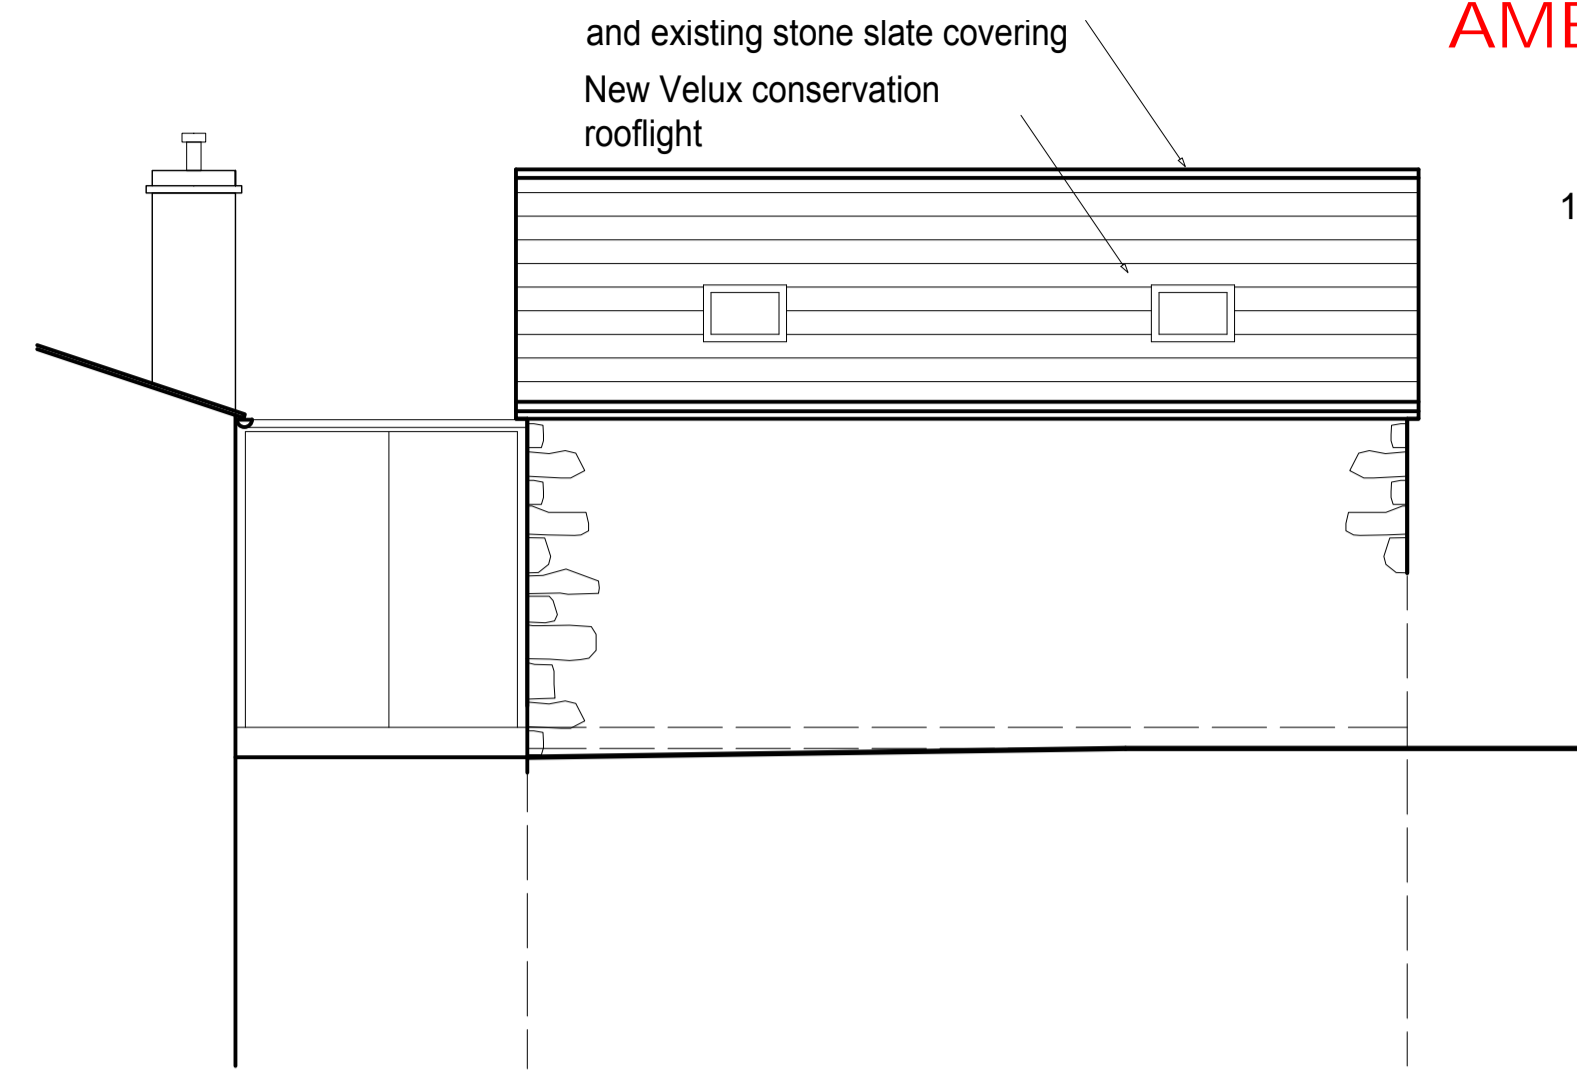 AME
and existing stone slate covering
New Velux conservation
rooflight
1